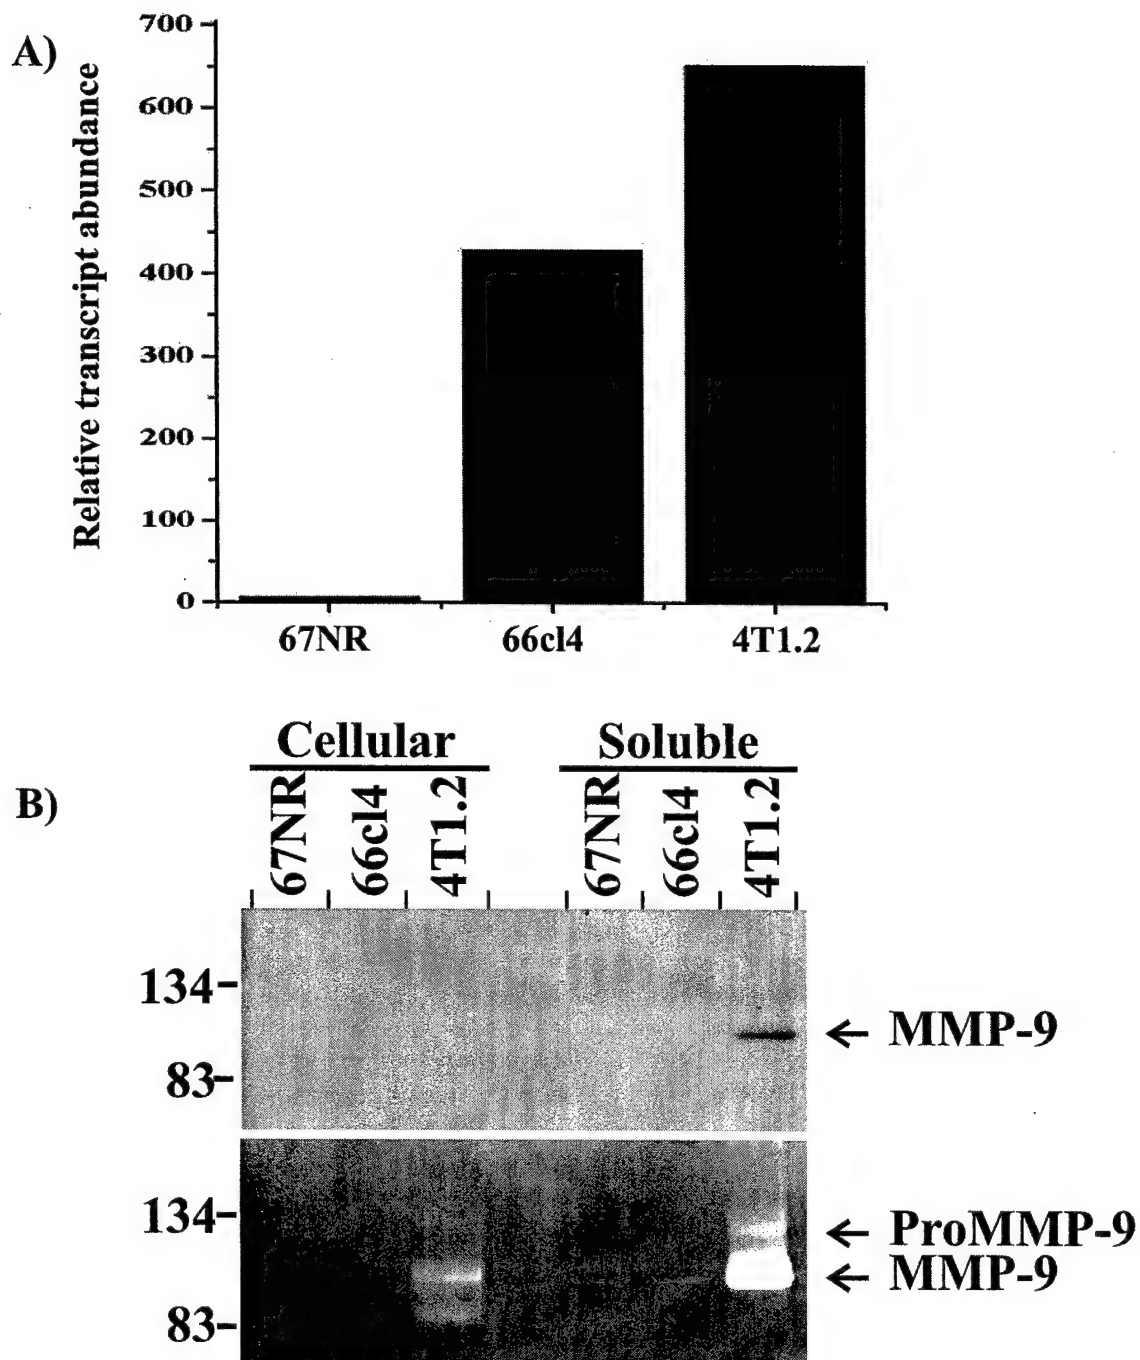 A)
Relative transcript abundance
700
600
500
400
300
200
100
0
67NR
66cl4
4T1.2
B)
Cellular
Soluble
67NR
66cl4
4T1.2
67NR
66cl4
4T1.2
134
83
MMP-9
134
83
ProMMP-9
MMP-9